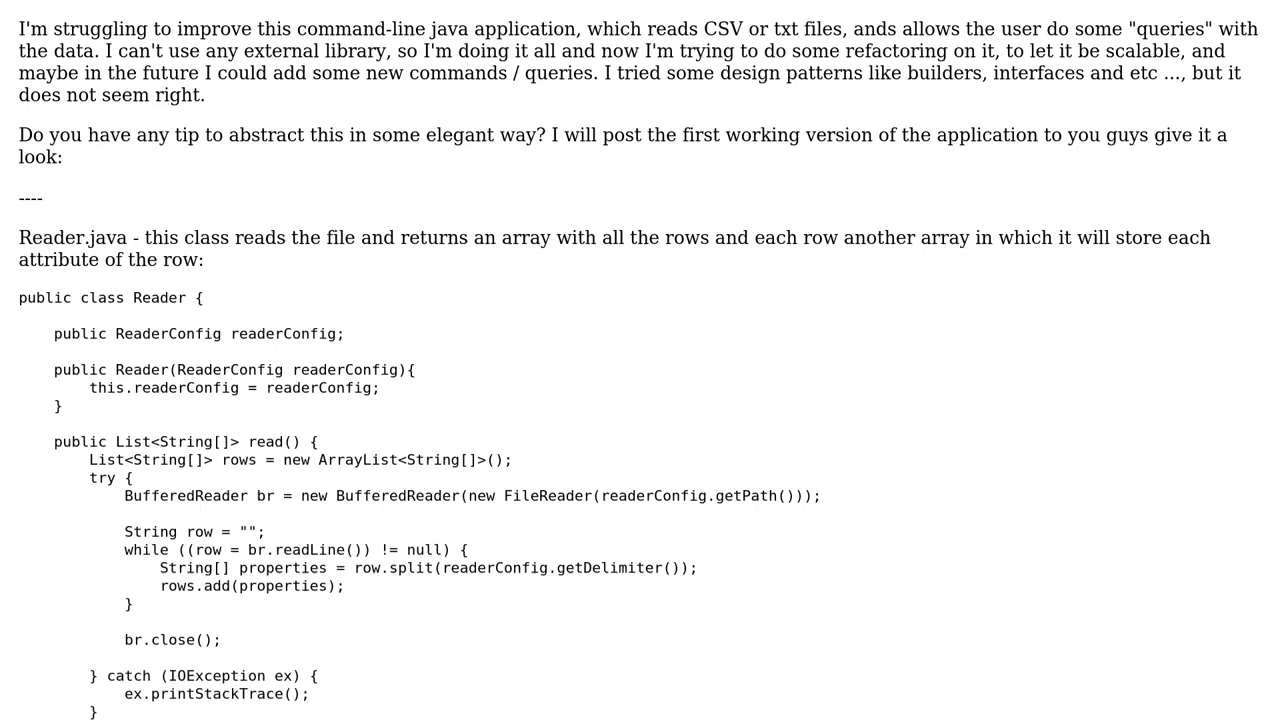 I'm struggling to improve this command-line java application, which reads CSV or txt files, ands allows the user do some "queries" with
the data. I can't use any external library, so I'm doing it all and now I'm trying to do some refactoring on it, to let it be scalable, and
maybe in the future I could add some new commands / queries. I tried some design patterns like builders, interfaces and etc ..., but it
does not seem right.
Do you have any tip to abstract this in some elegant way? I will post the first working version of the application to you guys give it a
look:
----
Reader.java - this class reads the file and returns an array with all the rows and each row another array in which it will store each
attribute of the row:
public class Reader {
    public ReaderConfig readerConfig;
    public Reader(ReaderConfig readerConfig){
        this.readerConfig = readerConfig;
    }
    public List<String[]> read() {
        List<String[]> rows = new ArrayList<String[]>();
        try {
            BufferedReader br = new BufferedReader(new FileReader(readerConfig.getPath()));
            String row = "";
            while ((row = br.readLine()) != null) {
                String[] properties = row.split(readerConfig.getDelimiter());
                rows.add(properties);
            }
            br.close();
        } catch (IOException ex) {
            ex.printStackTrace();
        }